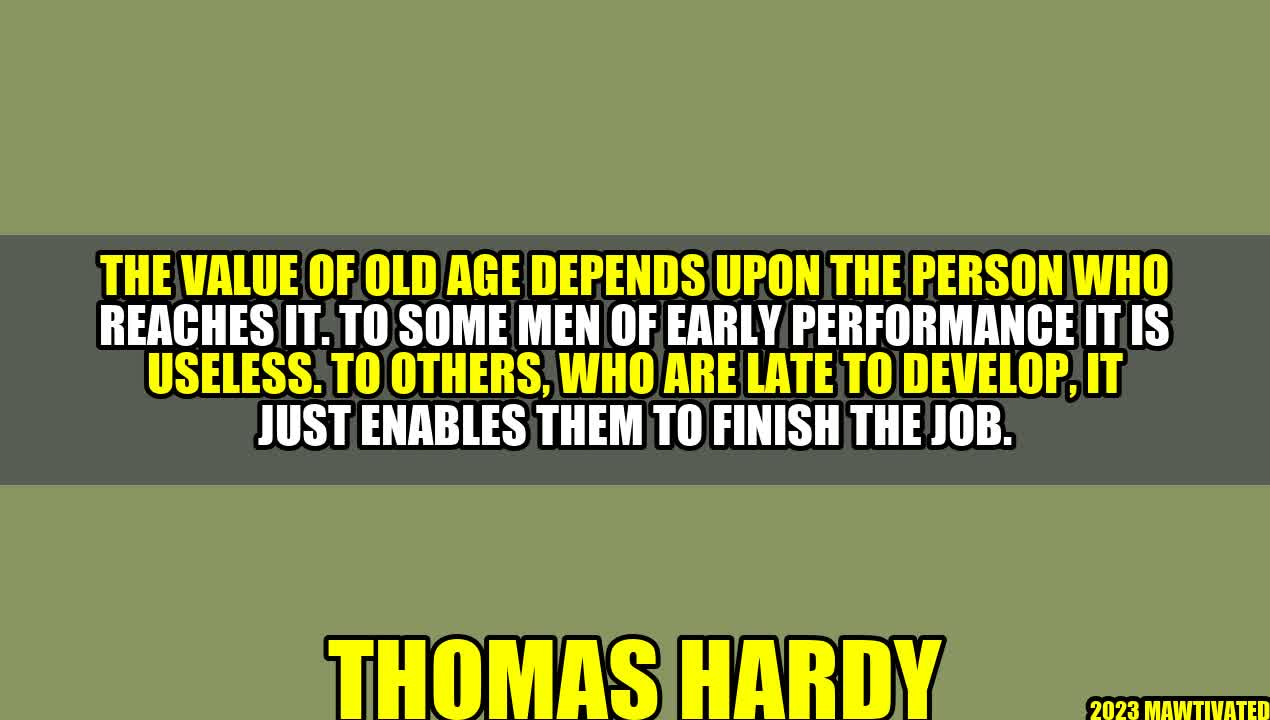 THE VALUE OF OLD AGE DEPENDS UPON THE PERSON WHO
REACHES IT. TO SOME MEN OF EARLY PERFORMANCE IT IS
USELESS. TO OTHERS, WHO ARE LATE TO DEVELOP, IT
JUST ENABLES THEM TO FINISH THE JOB.
THOMAS HARDY
2023 MAWTIVATED